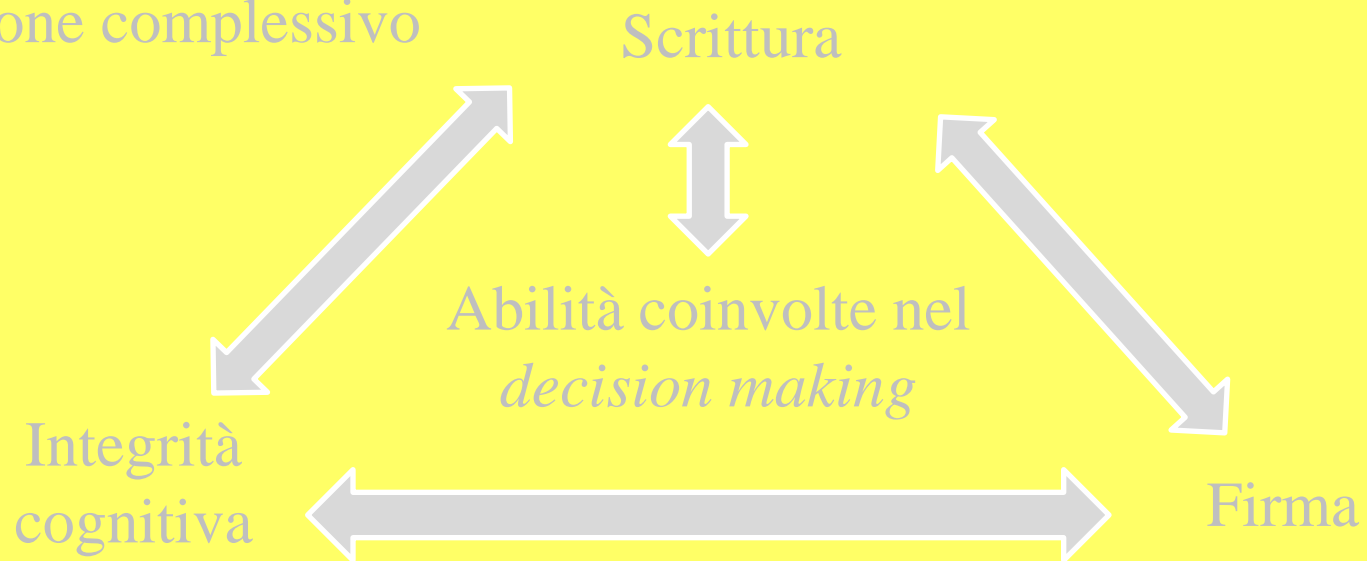 one complessivo
Scrittura
Abilità coinvolte nel
decision making
Integrità
cognitiva
Firma